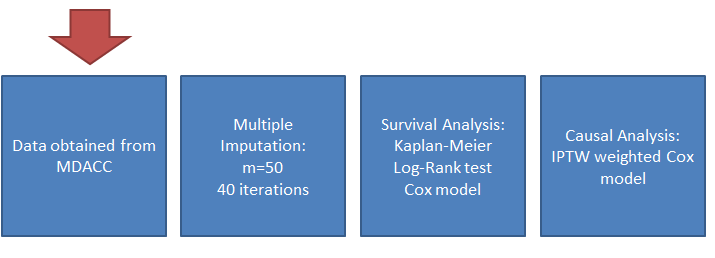 Data obtained from
MDACC
Multiple
Imputation:
m=50
40 iterations
Survival Analysis:
Kaplan-Meier
Log-Rank test
Cox model
Causal Analysis:
IPTW weighted Cox
model